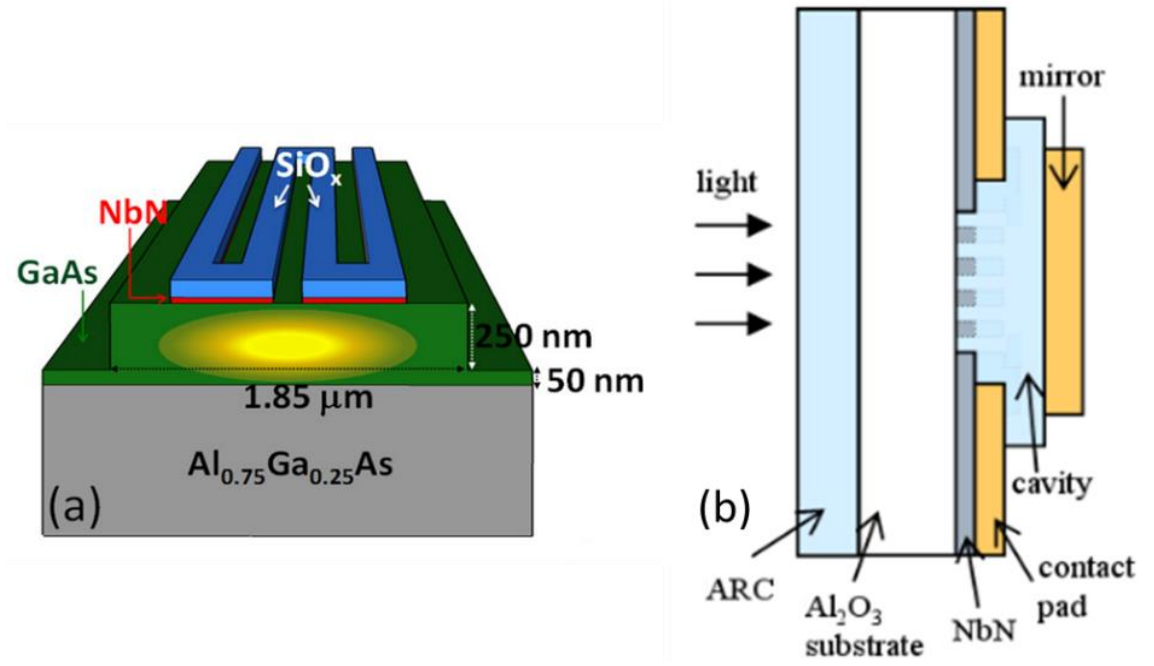 SiOx
NbN
GaAs
250 nm
50 nm
1.85 μm
Al0.75Ga0.25As
(a)
mirror
light
(b)
cavity
ARC
Al2O3
substrate
NbN
contact
pad